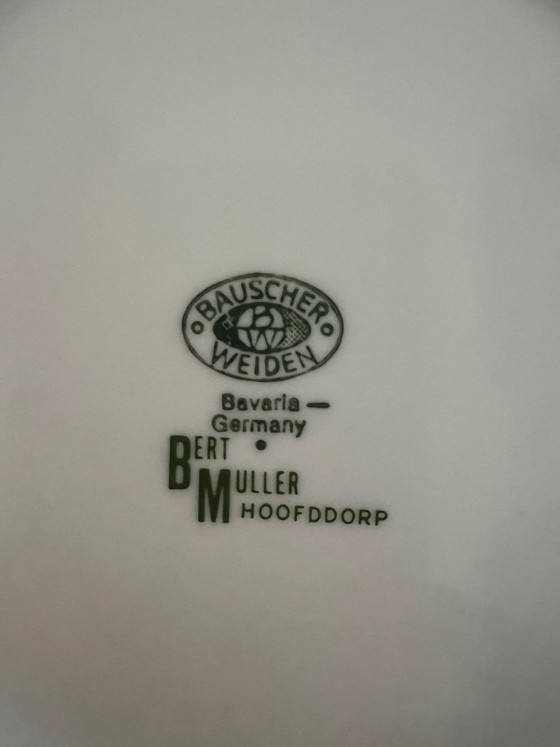 BAUSCHER
BW
WEIDEN
Bavaria —
Germany
BERT
MULLER
HOOFDDORP